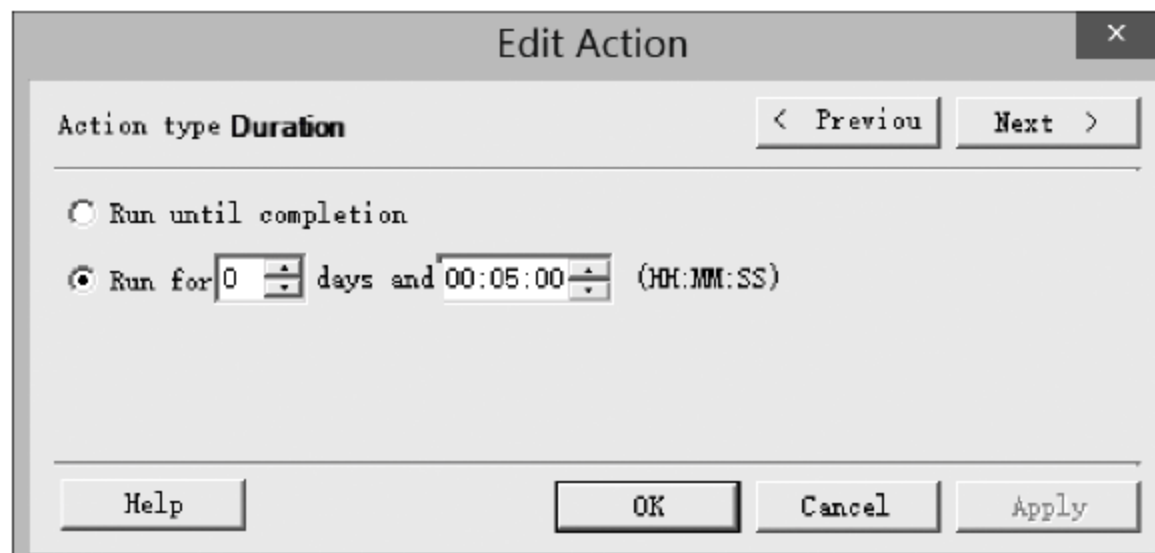 Edit Action
×
Action type Duration
< Previou
Next >
Run until completion
Run for 0 days and 00:05:00 (HH:MM:SS)
Help
OK
Cancel
Apply